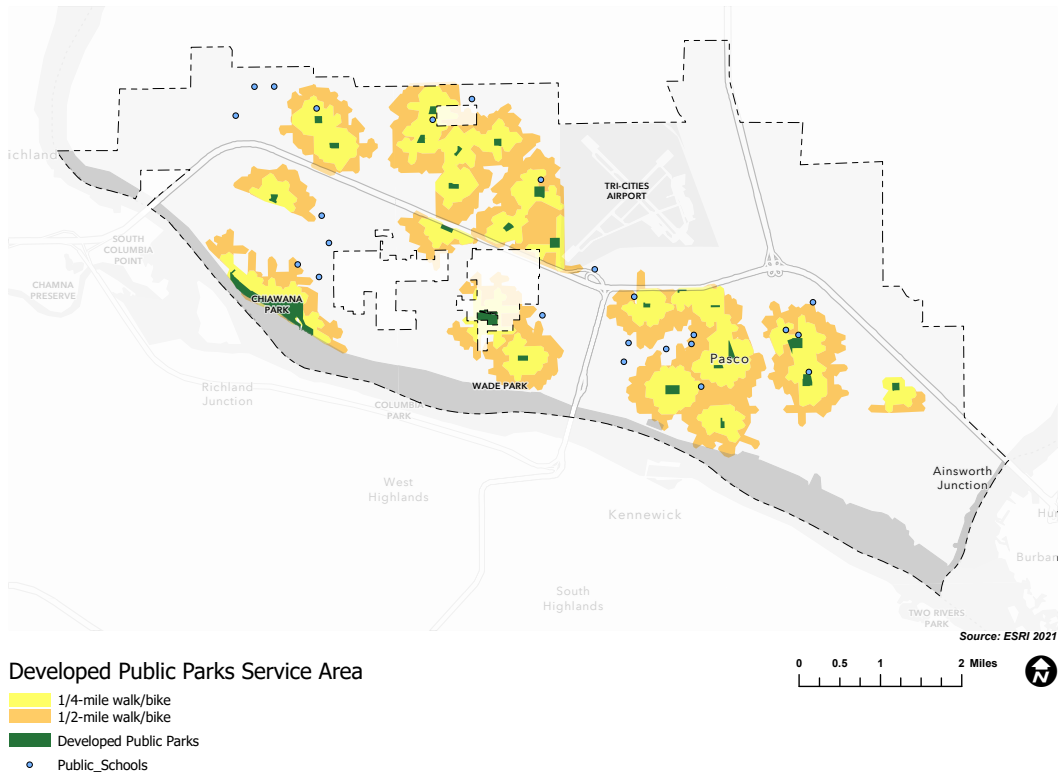 TRI-CITIES
AIRPORT
SOUTH
COLUMBIA
POINT
CHAMNA
PRESERVE
CHIAWANA
PARK
Richland
Junction
COLUMBIA
PARK
WADE PARK
Pasco
West
Highlands
Kennewick
Ainsworth
Junction
South
Highlands
TWO RIVERS
PARK
Source: ESRI 2021
Developed Public Parks Service Area
1/4-mile walk/bike
1/2-mile walk/bike
Developed Public Parks
Public_Schools
0 0.5 1 2 Miles
N